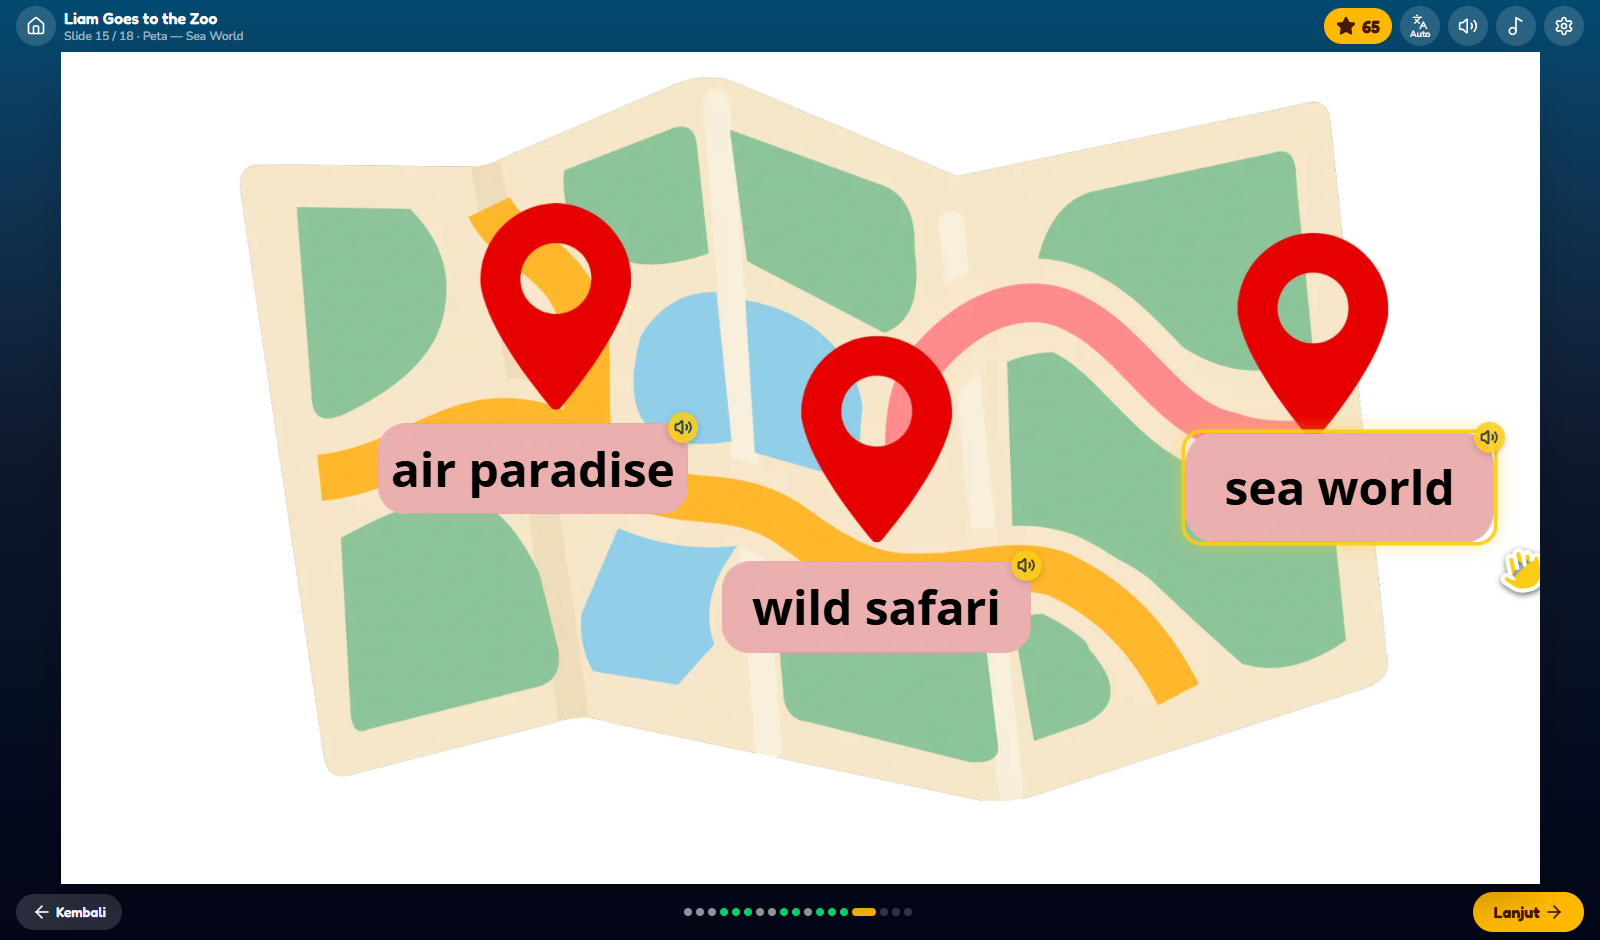 Liam Goes to the Zoo
Slide 15 / 18 · Peta — Sea World
65
Auto
air paradise
sea world
wild safari
Kembali
Lanjut